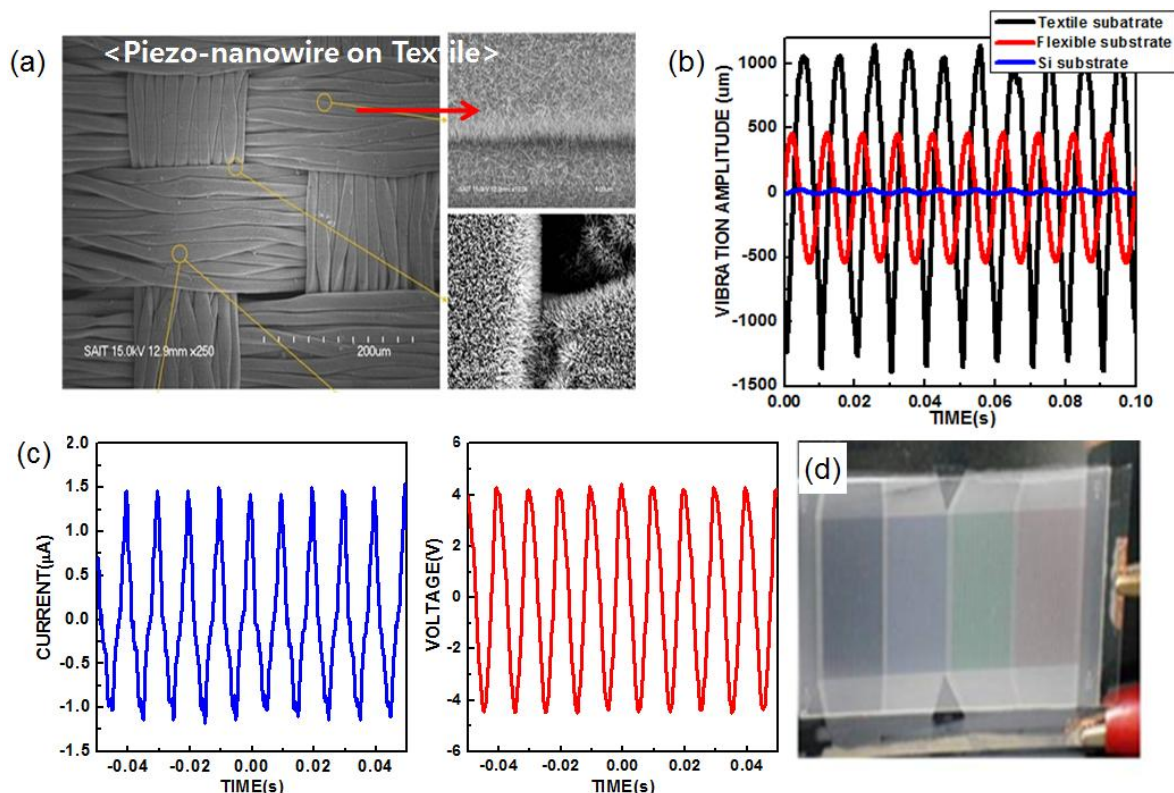 (a)
<Piezo-nanowire on Textile>
SAIT 15.0kV 12.9mm x250
200um
(b)
Textile subatrate
Flexible substrate
Si substrate
VIBRATION AMPLITUDE (um)
1000
500
0
-500
-1000
-1500
0.00 0.02 0.04 0.06 0.08 0.10
TIME(s)
(c)
CURRENT(μA)
2.0
1.5
1.0
0.5
0.0
-0.5
-1.0
-1.5
-0.04 -0.02 0.00 0.02 0.04
TIME(s)
VOLTAGE(V)
6
4
2
0
-2
-4
-6
-0.04 -0.02 0.00 0.02 0.04
TIME(s)
(d)